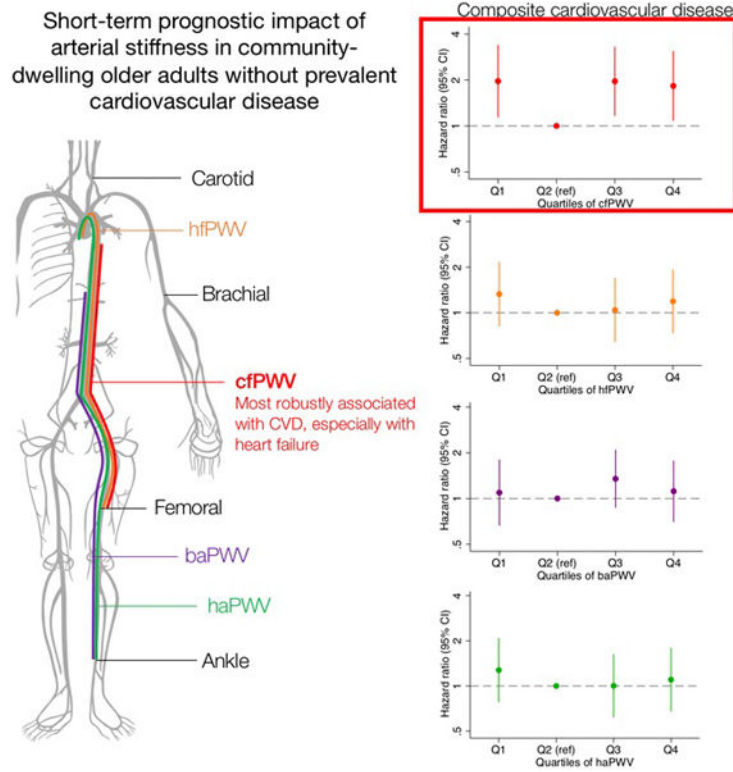 Short-term prognostic impact of
arterial stiffness in community-
dwelling older adults without prevalent
cardiovascular disease
Carotid
hfPWV
Brachial
cfPWV
Most robustly associated
with CVD, especially with
heart failure
Femoral
baPWV
haPWV
Ankle
Composite cardiovascular disease
Hazard ratio (95% CI)
4
2
1
.5
Q1 Q2 (ref) Q3 Q4
Quartiles of cfPWV
Hazard ratio (95% CI)
4
2
1
.5
Q1 Q2 (ref) Q3 Q4
Quartiles of hfPWV
Hazard ratio (95% CI)
4
2
1
.5
Q1 Q2 (ref) Q3 Q4
Quartiles of baPWV
Hazard ratio (95% CI)
4
2
1
.5
Q1 Q2 (ref) Q3 Q4
Quartiles of haPWV